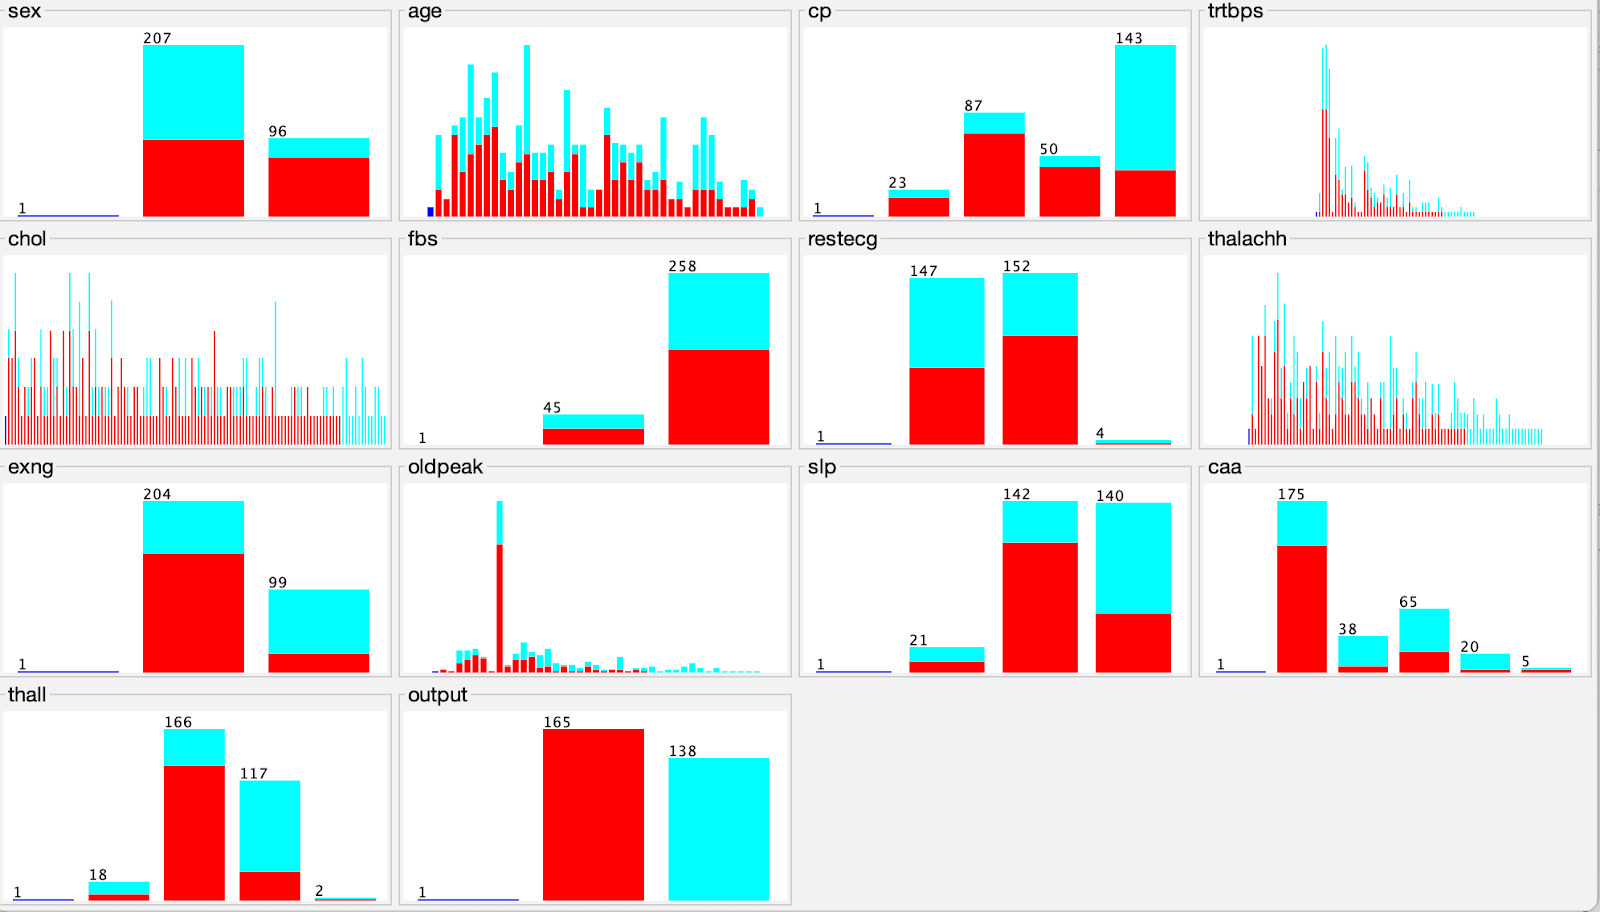 sex
age
cp
trtbps
1
207
96
1
23
87
50
143
chol
fbs
restecg
thalachh
1
45
258
1
147
152
4
exng
oldpeak
slp
caa
1
204
99
1
21
142
140
1
175
38
65
20
5
thall
output
1
18
166
117
2
1
165
138